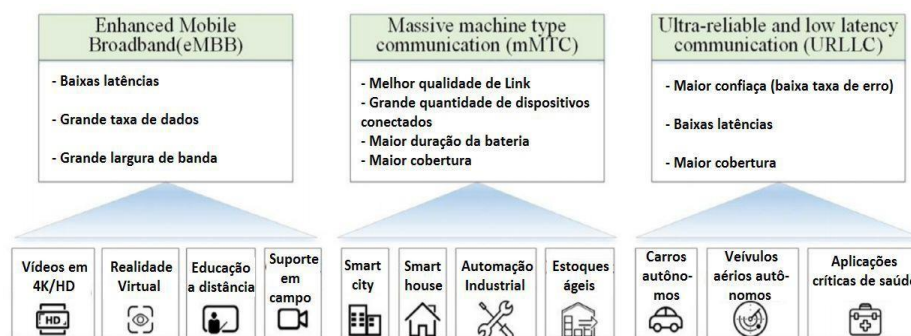 Enhanced Mobile
Broadband(eMBB)
- Baixas latências
- Grande taxa de dados
- Grande largura de banda
Massive machine type
communication (mMTC)
- Melhor qualidade de Link
- Grande quantidade de dispositivos
conectados
- Maior duração da bateria
- Maior cobertura
Ultra-reliable and low latency
communication (URLLC)
- Maior confiaça (baixa taxa de erro)
- Baixas latências
- Maior cobertura
Vídeos em
4K/HD
HD
Realidade
Virtual
Educação
a distância
Suporte
em
campo
Smart
city
Smart
house
Automação
Industrial
Estoques
ágeis
Carros
autôno-
mos
Veívulos
aérios autô-
nomos
Aplicações
críticas de saúde